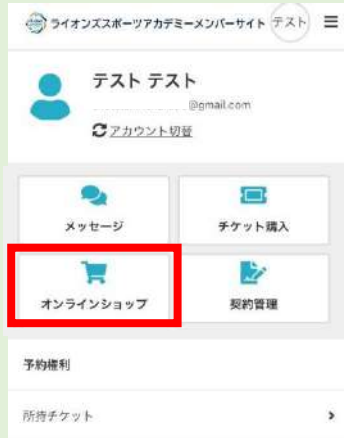 ライオンズスポーツアカデミーメンバーサイト テスト
テスト テスト
@gmail.com
アカウント切替
メッセージ
チケット購入
オンラインショップ
契約管理
予約権利
所持チケット